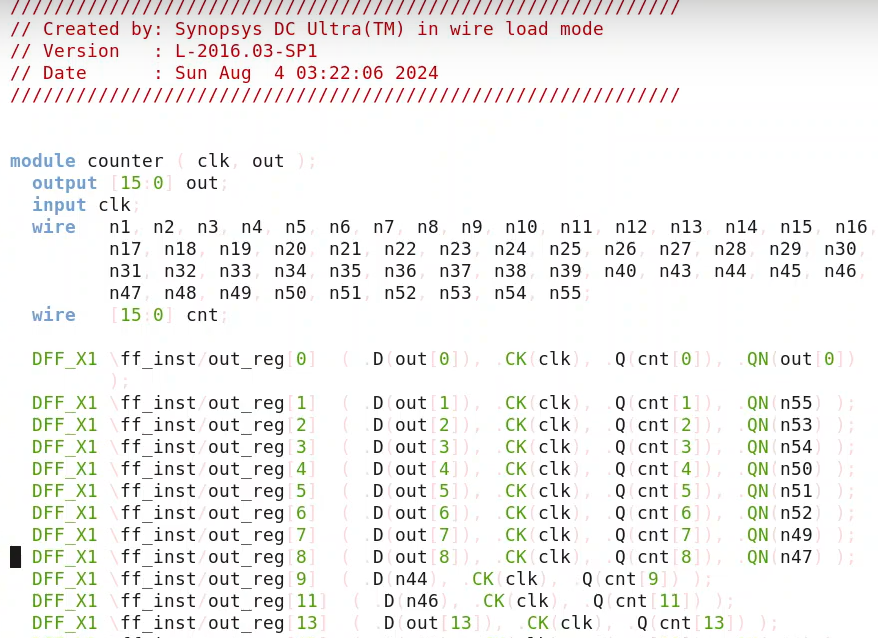 ////////////////////////////////////////////////////////////
// Created by: Synopsys DC Ultra(TM) in wire load mode
// Version   : L-2016.03-SP1
// Date      : Sun Aug  4 03:22:06 2024
/////////////////////////////////////////////////////////////
module counter ( clk, out );
  output [15:0] out;
  input clk;
  wire   n1, n2, n3, n4, n5, n6, n7, n8, n9, n10, n11, n12, n13, n14, n15, n16,
         n17, n18, n19, n20, n21, n22, n23, n24, n25, n26, n27, n28, n29, n30,
         n31, n32, n33, n34, n35, n36, n37, n38, n39, n40, n43, n44, n45, n46,
         n47, n48, n49, n50, n51, n52, n53, n54, n55;
  wire   [15:0] cnt;
  DFF_X1 \ff_inst/out_reg[0]  ( .D(out[0]), .CK(clk), .Q(cnt[0]), .QN(out[0])
         );
  DFF_X1 \ff_inst/out_reg[1]  ( .D(out[1]), .CK(clk), .Q(cnt[1]), .QN(n55) );
  DFF_X1 \ff_inst/out_reg[2]  ( .D(out[2]), .CK(clk), .Q(cnt[2]), .QN(n53) );
  DFF_X1 \ff_inst/out_reg[3]  ( .D(out[3]), .CK(clk), .Q(cnt[3]), .QN(n54) );
  DFF_X1 \ff_inst/out_reg[4]  ( .D(out[4]), .CK(clk), .Q(cnt[4]), .QN(n50) );
  DFF_X1 \ff_inst/out_reg[5]  ( .D(out[5]), .CK(clk), .Q(cnt[5]), .QN(n51) );
  DFF_X1 \ff_inst/out_reg[6]  ( .D(out[6]), .CK(clk), .Q(cnt[6]), .QN(n52) );
  DFF_X1 \ff_inst/out_reg[7]  ( .D(out[7]), .CK(clk), .Q(cnt[7]), .QN(n49) );
  DFF_X1 \ff_inst/out_reg[8]  ( .D(out[8]), .CK(clk), .Q(cnt[8]), .QN(n47) );
  DFF_X1 \ff_inst/out_reg[9]  ( .D(n44), .CK(clk), .Q(cnt[9]) );
  DFF_X1 \ff_inst/out_reg[11]  ( .D(n46), .CK(clk), .Q(cnt[11]) );
  DFF_X1 \ff_inst/out_reg[13]  ( .D(out[13]), .CK(clk), .Q(cnt[13]) );